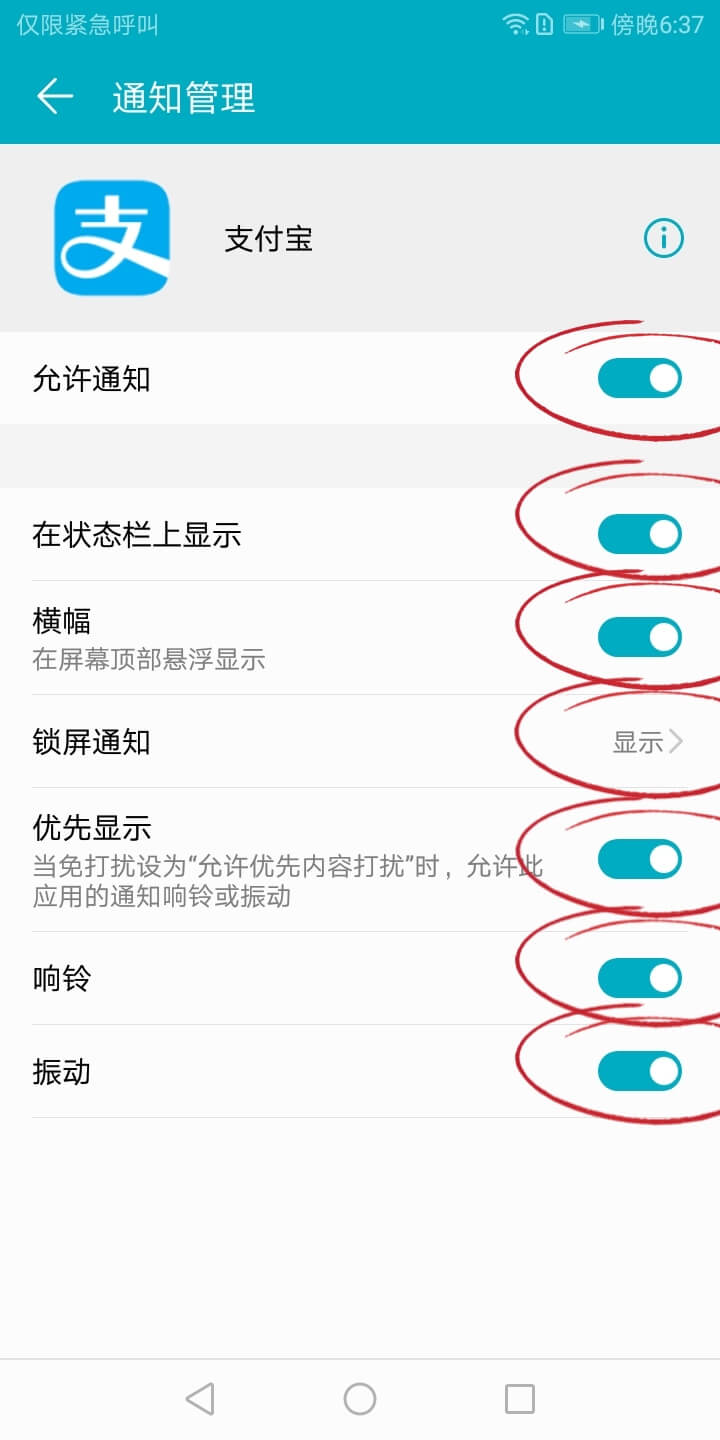 仅限紧急呼叫
傍晚6:37
通知管理
支
支付宝
允许通知
在状态栏上显示
横幅
在屏幕顶部悬浮显示
锁屏通知
显示
优先显示
当免打扰设为“允许优先内容打扰”时，允许此
应用的通知响铃或振动
响铃
振动